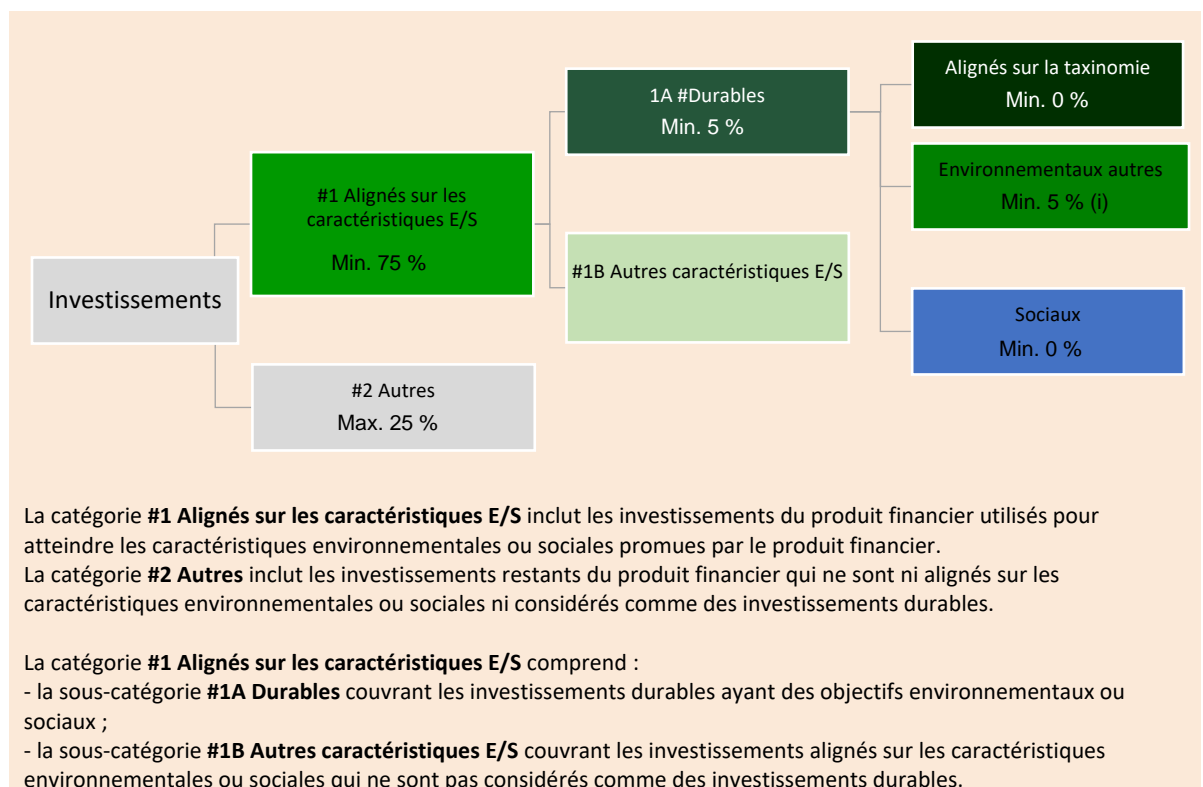 Investissements
#1 Alignés sur les
caractéristiques E/S
Min. 75 %
#2 Autres
Max. 25 %
1A #Durables
Min. 5 %
#1B Autres caractéristiques E/S
Alignés sur la taxinomie
Min. 0 %
Environnementaux autres
Min. 5 % (i)
Sociaux
Min. 0 %
La catégorie #1 Alignés sur les caractéristiques E/S inclut les investissements du produit financier utilisés pour
atteindre les caractéristiques environnementales ou sociales promues par le produit financier.
La catégorie #2 Autres inclut les investissements restants du produit financier qui ne sont ni alignés sur les
caractéristiques environnementales ou sociales ni considérés comme des investissements durables.
La catégorie #1 Alignés sur les caractéristiques E/S comprend :
- la sous-catégorie #1A Durables couvrant les investissements durables ayant des objectifs environnementaux ou
sociaux ;
- la sous-catégorie #1B Autres caractéristiques E/S couvrant les investissements alignés sur les caractéristiques
environnementales ou sociales qui ne sont pas considérés comme des investissements durables.